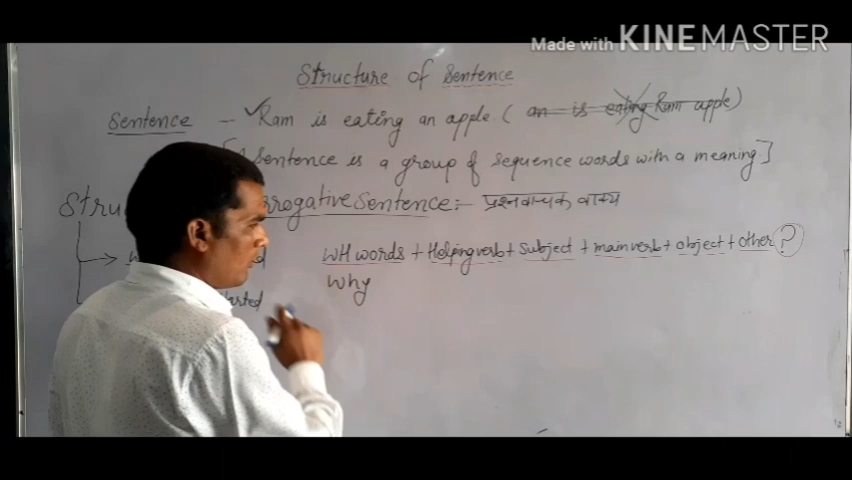 Made with KINEMASTER
Structure of Sentence
Sentence - ✓Ram is eating an apple ( an is eating Ram apple)
Sentence is a group of sequence words with a meaning]
Sentence:- प्रश्नवाचक वाक्य
WH words + Helping verb + Subject + main verb + object + other ?
Why